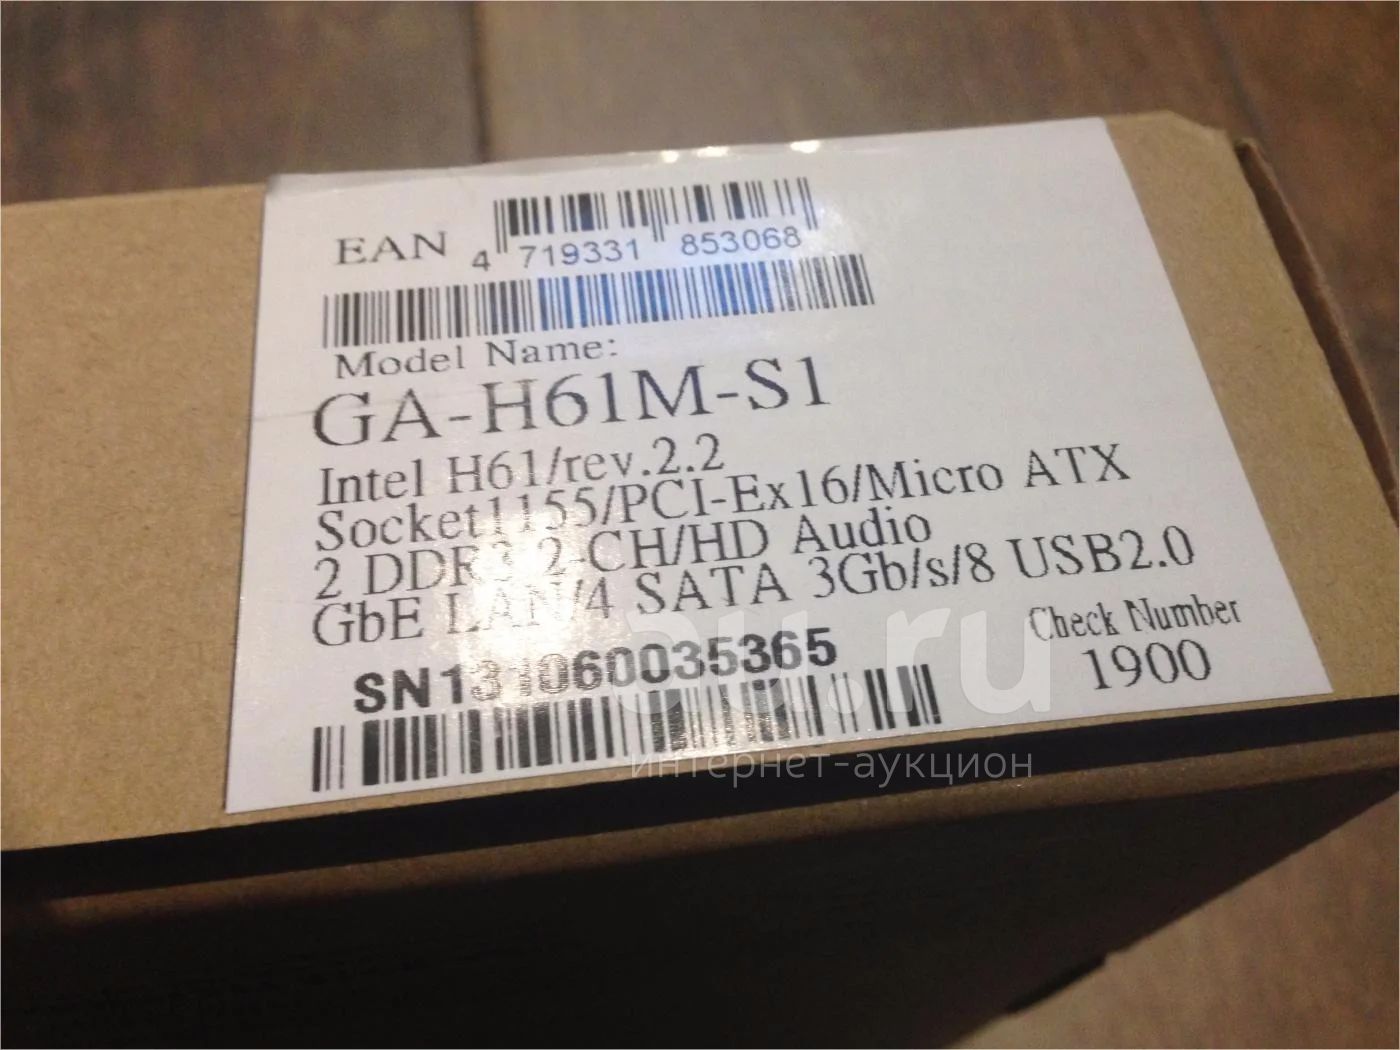 EAN 4 719331 853068
Model Name:
GA-H61M-S1
Intel H61/rev.2.2
Socket1155/PCI-Ex16/Micro ATX
2 DDR3 2-CH/HD Audio
GbE LAN/4 SATA 3Gb/s/8 USB2.0
Check Number
1900
SN131060035365
au.ru
интернет-аукцион